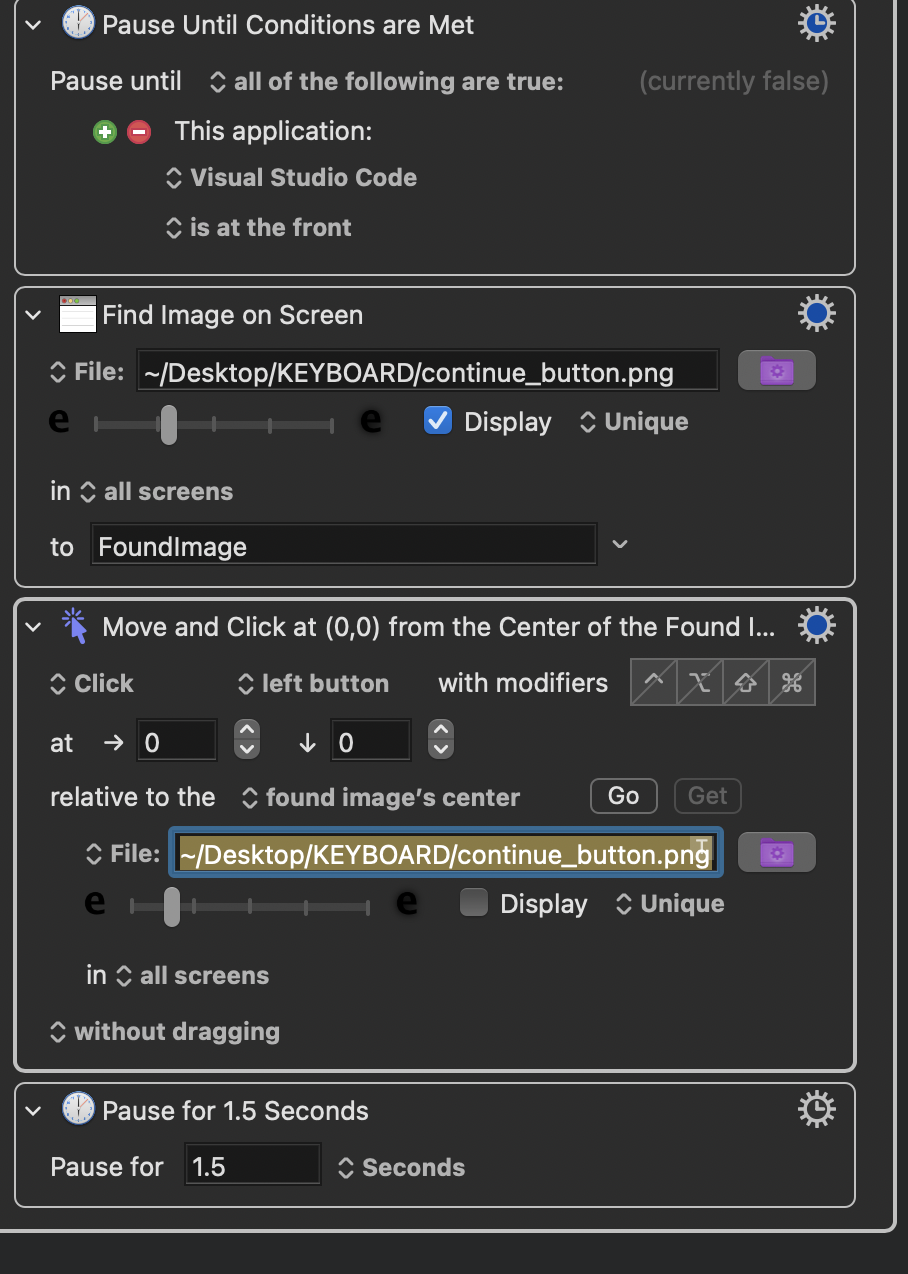 Pause Until Conditions are Met
Pause until all of the following are true: (currently false)
This application:
Visual Studio Code
is at the front
Find Image on Screen
File: ~/Desktop/KEYBOARD/continue_button.png
e e Display Unique
in all screens
to FoundImage
Move and Click at (0,0) from the Center of the Found I...
Click left button with modifiers ⌃ ⌥ ⇧ ⌘
at → 0 ↓ 0
relative to the found image's center Go Get
File: ~/Desktop/KEYBOARD/continue_button.png
e e Display Unique
in all screens
without dragging
Pause for 1.5 Seconds
Pause for 1.5 Seconds